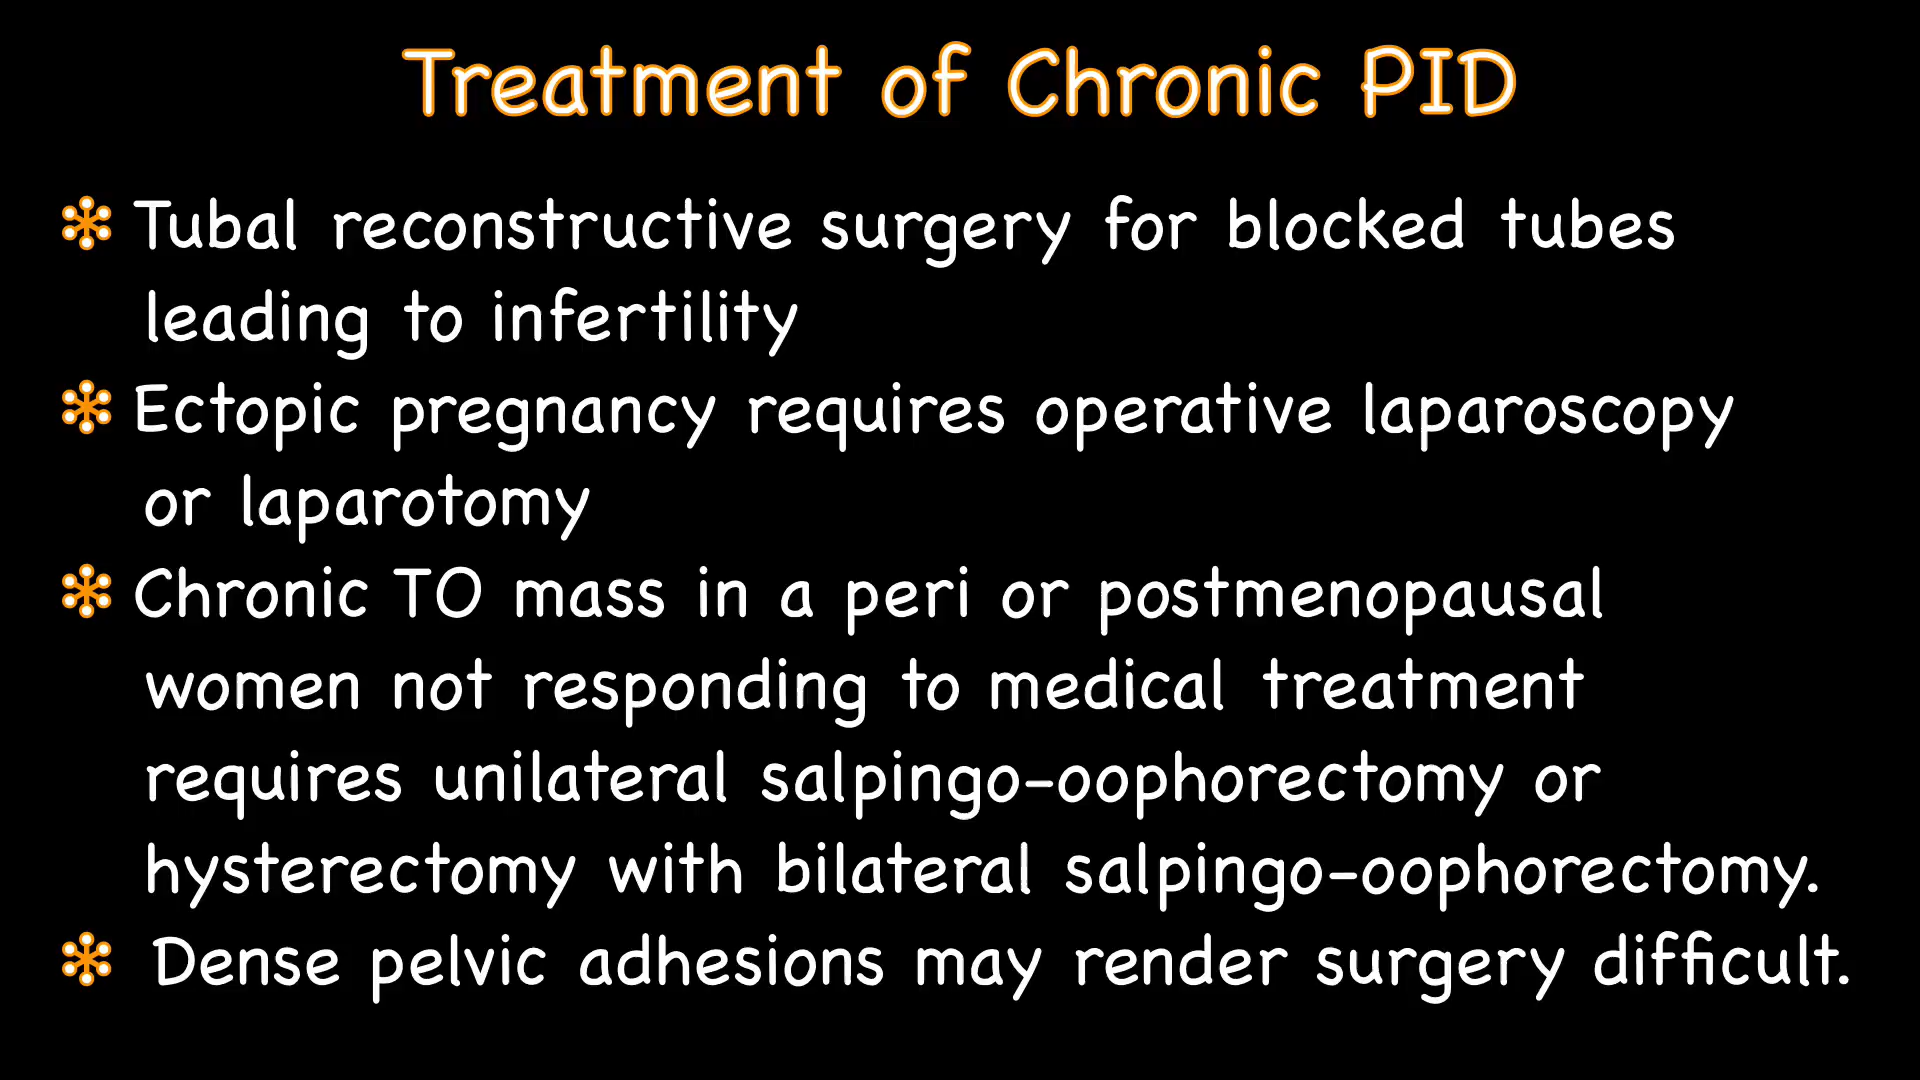 Treatment of Chronic PID
Tubal reconstructive surgery for blocked tubes
leading to infertility
Ectopic pregnancy requires operative laparoscopy
or laparotomy
Chronic TO mass in a peri or postmenopausal
women not responding to medical treatment
requires unilateral salpingo-oophorectomy or
hysterectomy with bilateral salpingo-oophorectomy.
Dense pelvic adhesions may render surgery difficult.